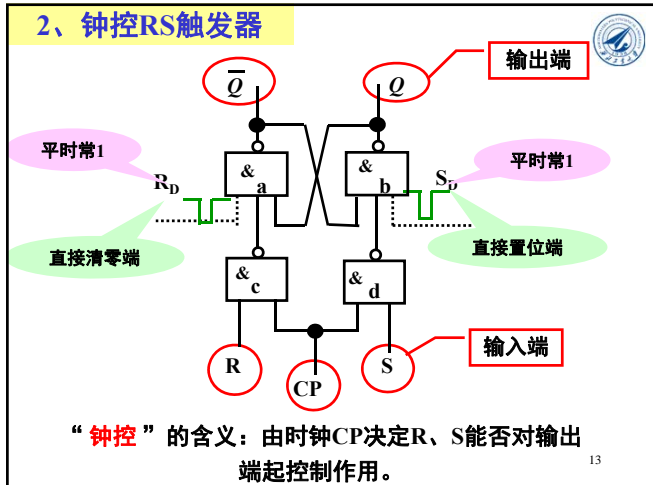 2、钟控RS触发器
输出端
Q̅
Q
平时常1
平时常1
&
a
&
b
R_D
S_D
直接清零端
直接置位端
&
c
&
d
R
CP
S
输入端
“ 钟控 ”的含义：由时钟CP决定R、S能否对输出
端起控制作用。
13